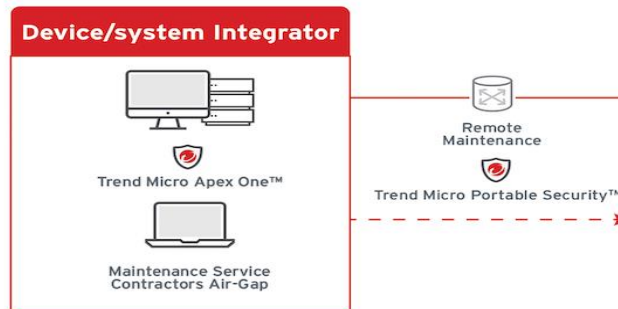 Device/system Integrator
Trend Micro Apex One™
Maintenance Service
Contractors Air-Gap
Remote
Maintenance
Trend Micro Portable Security™